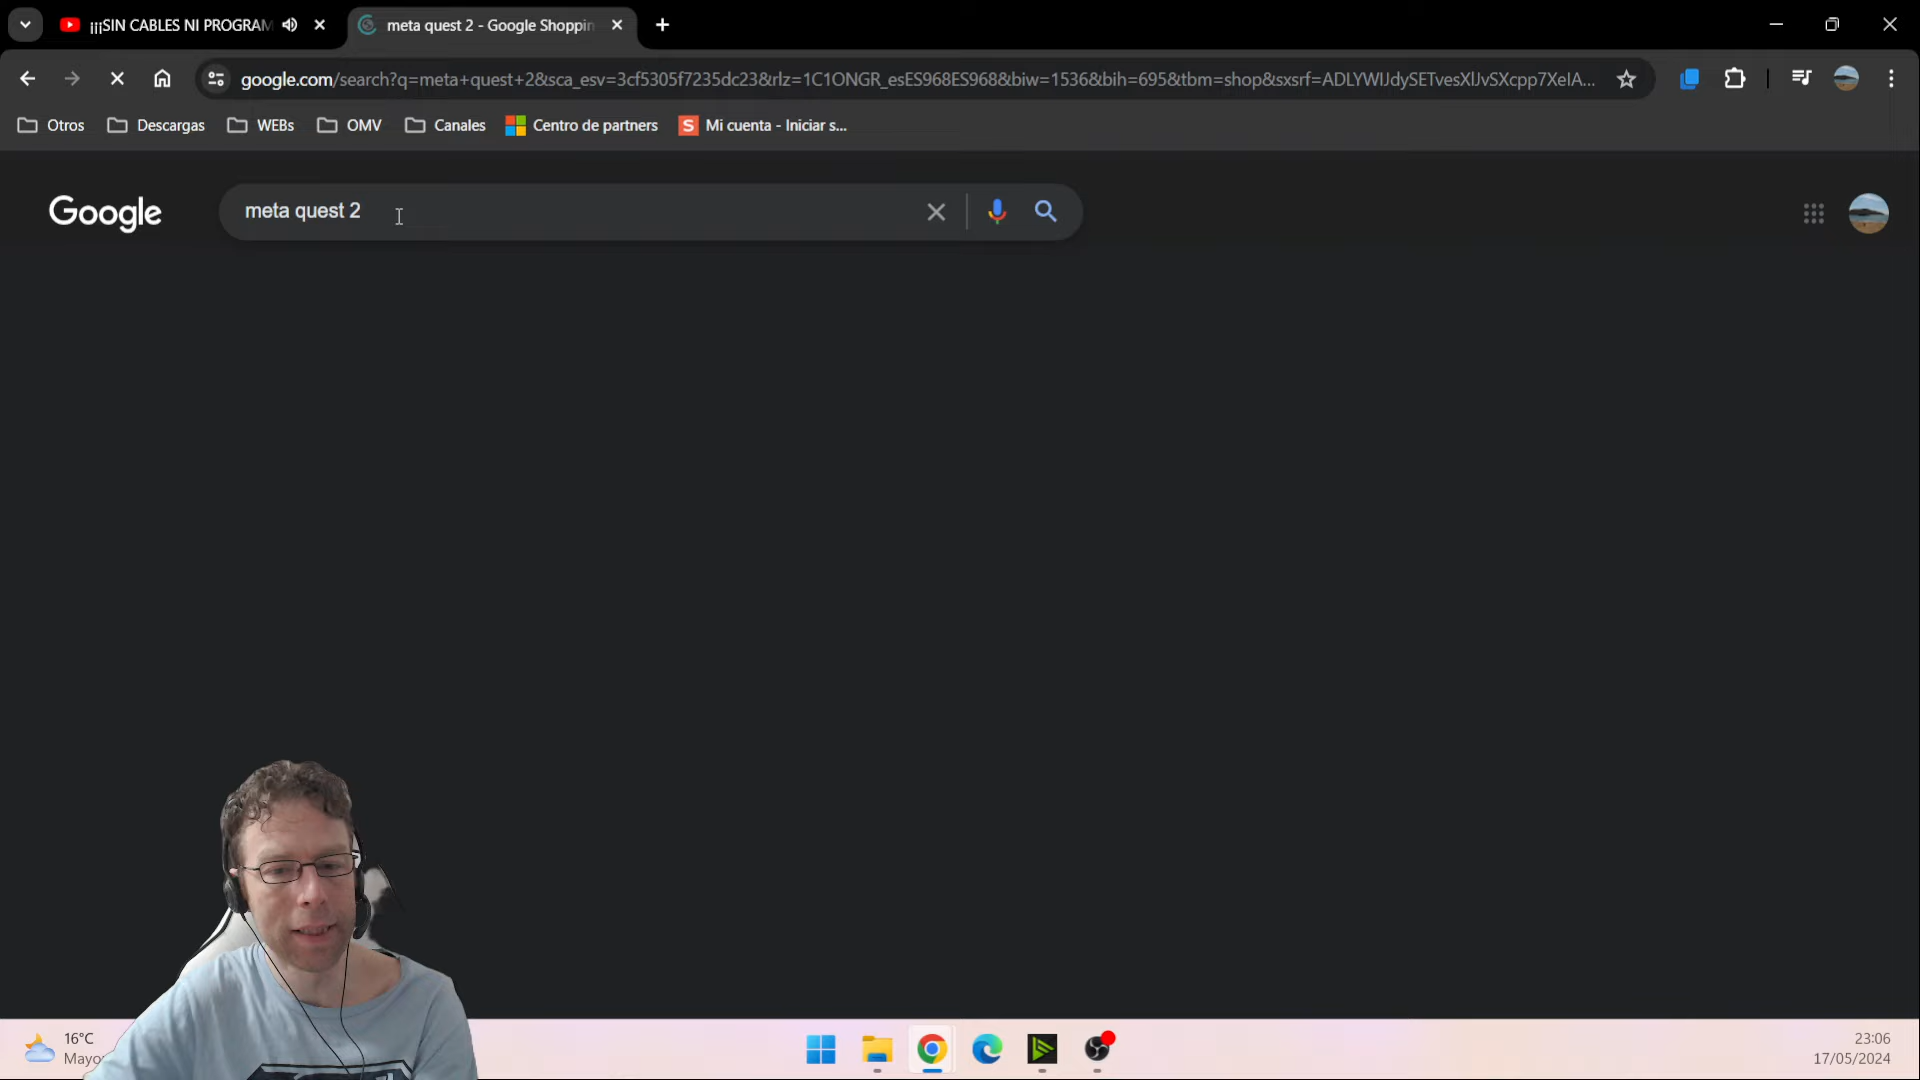 ¡¡¡SIN CABLES NI PROGRAM
meta quest 2 - Google Shoppin
google.com/search?q=meta+quest+2&sca_esv=3cf5305f7235dc23&rlz=1C1ONGR_esES968ES968&biw=1536&bih=695&tbm=shop&sxsrf=ADLYWIJdySETvesXlJvSXcpp7XeIA...
Otros
Descargas
WEBs
OMV
Canales
Centro de partners
S
Mi cuenta - Iniciar s...
Google
meta quest 2
16°C
Mayo
23:06
17/05/2024